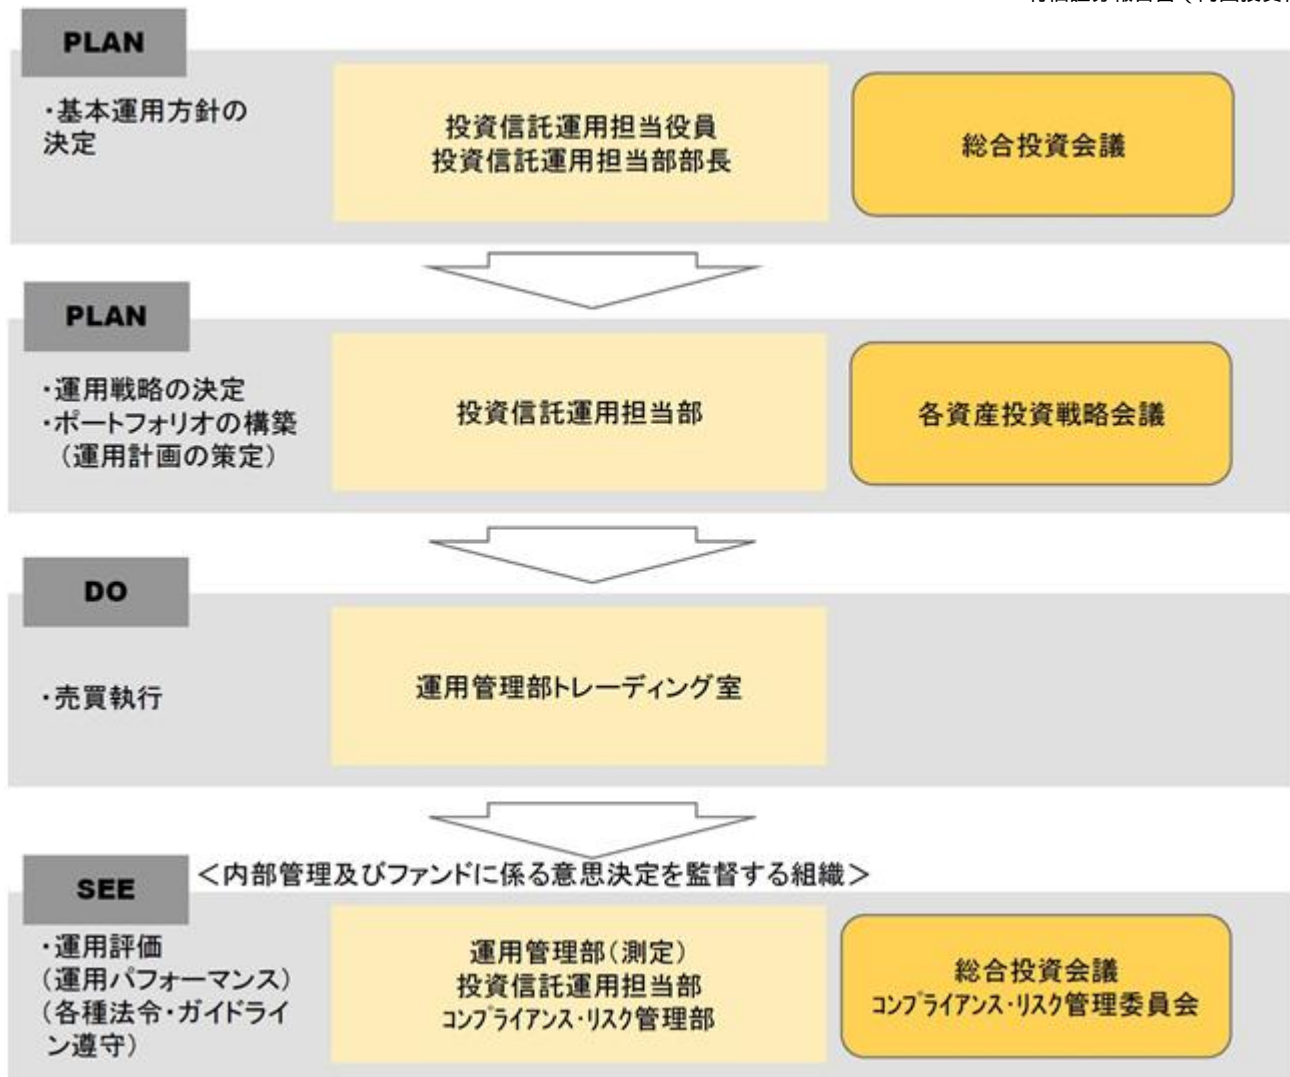 PLAN
・基本運用方針の
決定
投資信託運用担当役員
投資信託運用担当部部長
総合投資会議
PLAN
・運用戦略の決定
・ポートフォリオの構築
(運用計画の策定)
投資信託運用担当部
各資産投資戦略会議
DO
・売買執行
運用管理部トレーディング室
SEE
＜内部管理及びファンドに係る意思決定を監督する組織＞
・運用評価
(運用パフォーマンス)
(各種法令・ガイドライ
ン遵守)
運用管理部(測定)
投資信託運用担当部
ｺﾝﾌﾟﾗｲｱﾝｽ・ﾘｽｸ管理部
総合投資会議
ｺﾝﾌﾟﾗｲｱﾝｽ・ﾘｽｸ管理委員会